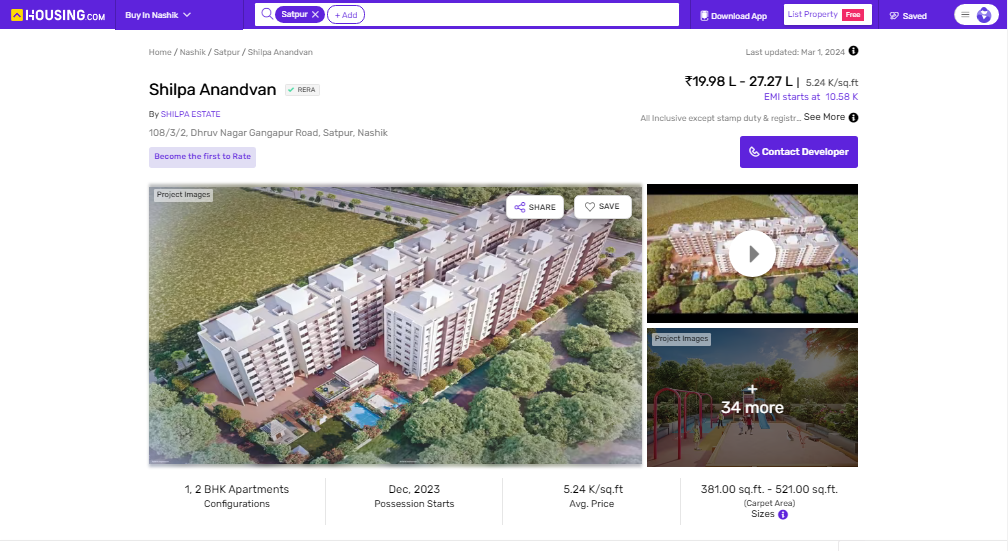 HOUSING.COM
Buy In Nashik
Satpur
+ Add
Download App
List Property Free
Saved
Home / Nashik / Satpur / Shilpa Anandvan
Last updated: Mar 1, 2024
Shilpa Anandvan
RERA
₹19.98 L - 27.27 L | 5.24 K/sq.ft
EMI starts at 10.58 K
By SHILPA ESTATE
All Inclusive except stamp duty & registr... See More
108/3/2, Dhruv Nagar Gangapur Road, Satpur, Nashik
Become the first to Rate
Contact Developer
Project Images
SHARE
SAVE
Project Images
+
34 more
1, 2 BHK Apartments
Configurations
Dec, 2023
Possession Starts
5.24 K/sq.ft
Avg. Price
381.00 sq.ft. - 521.00 sq.ft.
(Carpet Area)
Sizes